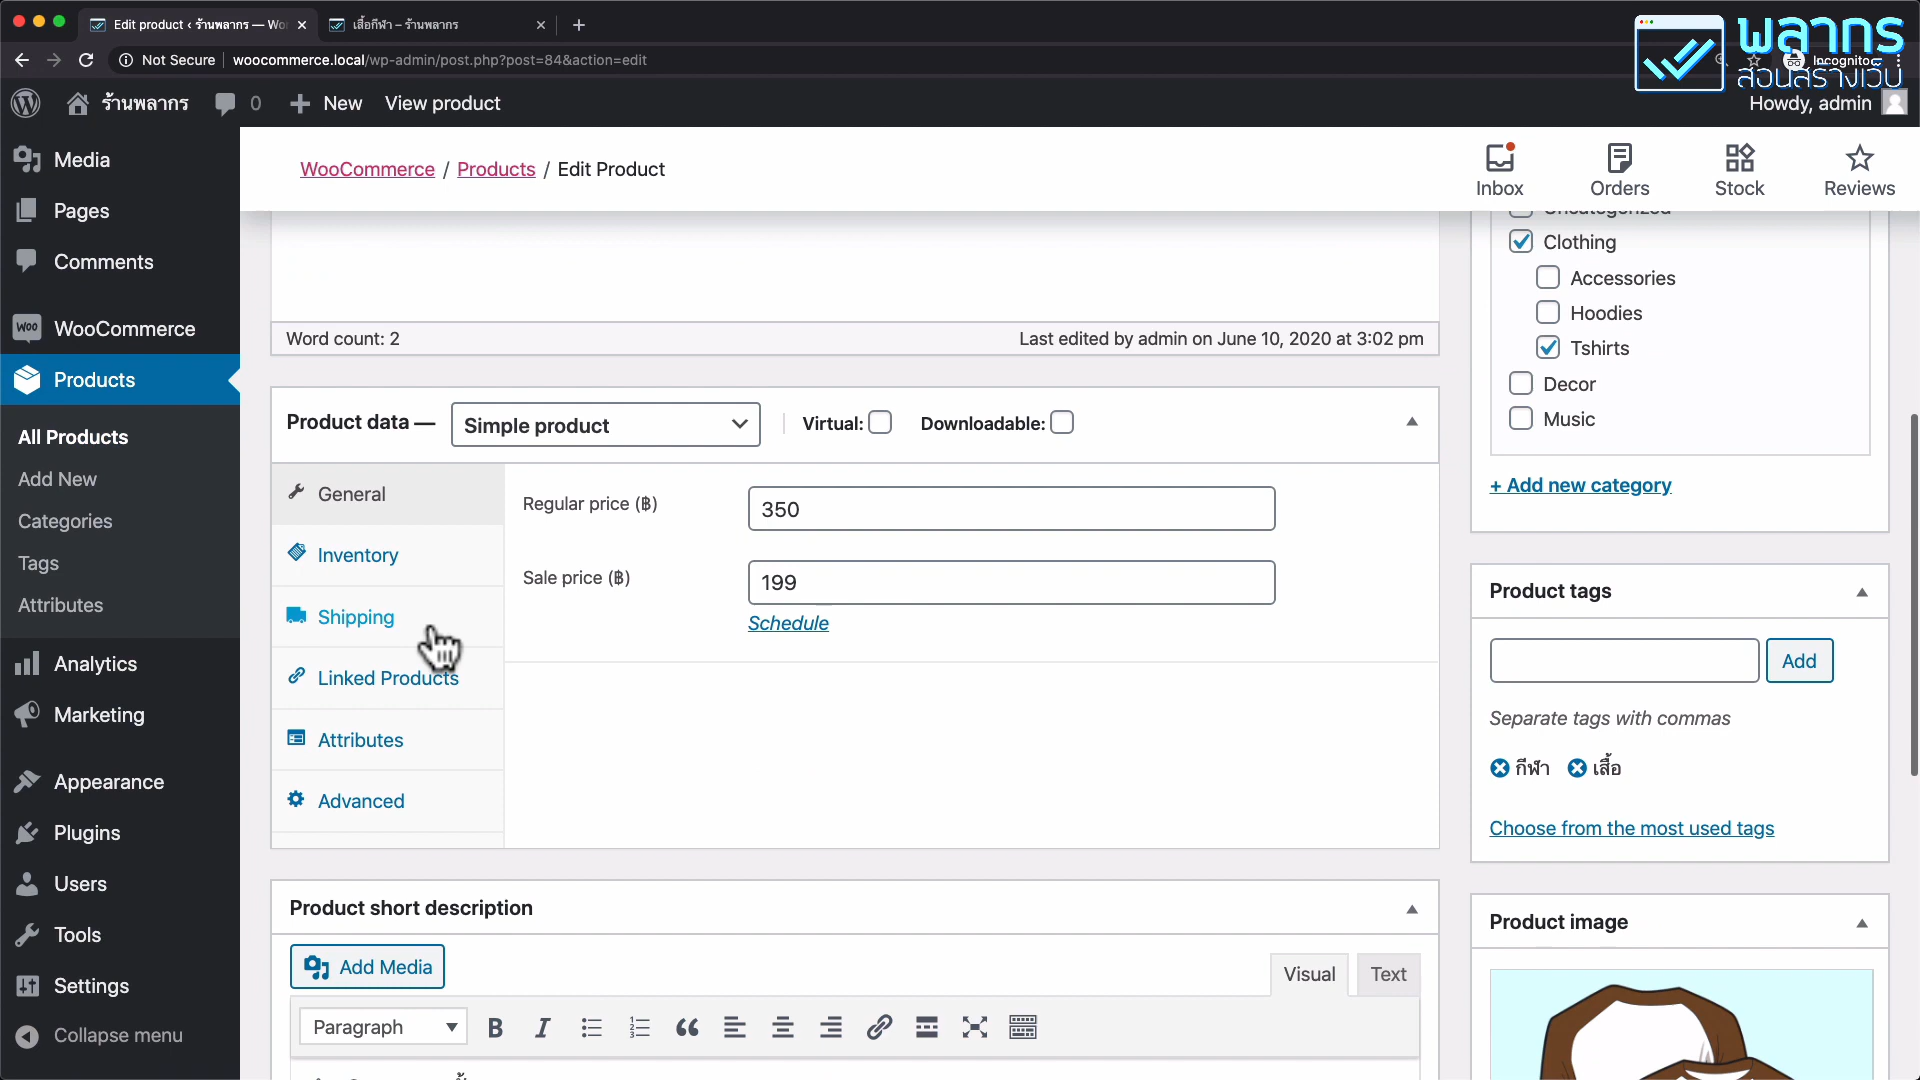 Edit product ‹ ร้านพลากร — Wo
เสื้อกีฬา – ร้านพลากร
Not Secure
woocommerce.local/wp-admin/post.php?post=84&action=edit
Incognito
พลากร
สอนสร้างเว็บ
ร้านพลากร
0
New
View product
Howdy, admin
Media
Pages
Comments
WooCommerce
Products
All Products
Add New
Categories
Tags
Attributes
Analytics
Marketing
Appearance
Plugins
Users
Tools
Settings
Collapse menu
WooCommerce / Products / Edit Product
Inbox
Orders
Stock
Reviews
Word count: 2
Last edited by admin on June 10, 2020 at 3:02 pm
Product data —
Simple product
Virtual:
Downloadable:
General
Inventory
Shipping
Linked Products
Attributes
Advanced
Regular price (฿)
350
Sale price (฿)
199
Schedule
Product short description
Add Media
Visual
Text
Paragraph
Uncategorized
Clothing
Accessories
Hoodies
Tshirts
Decor
Music
+ Add new category
Product tags
Add
Separate tags with commas
กีฬา
เสื้อ
Choose from the most used tags
Product image